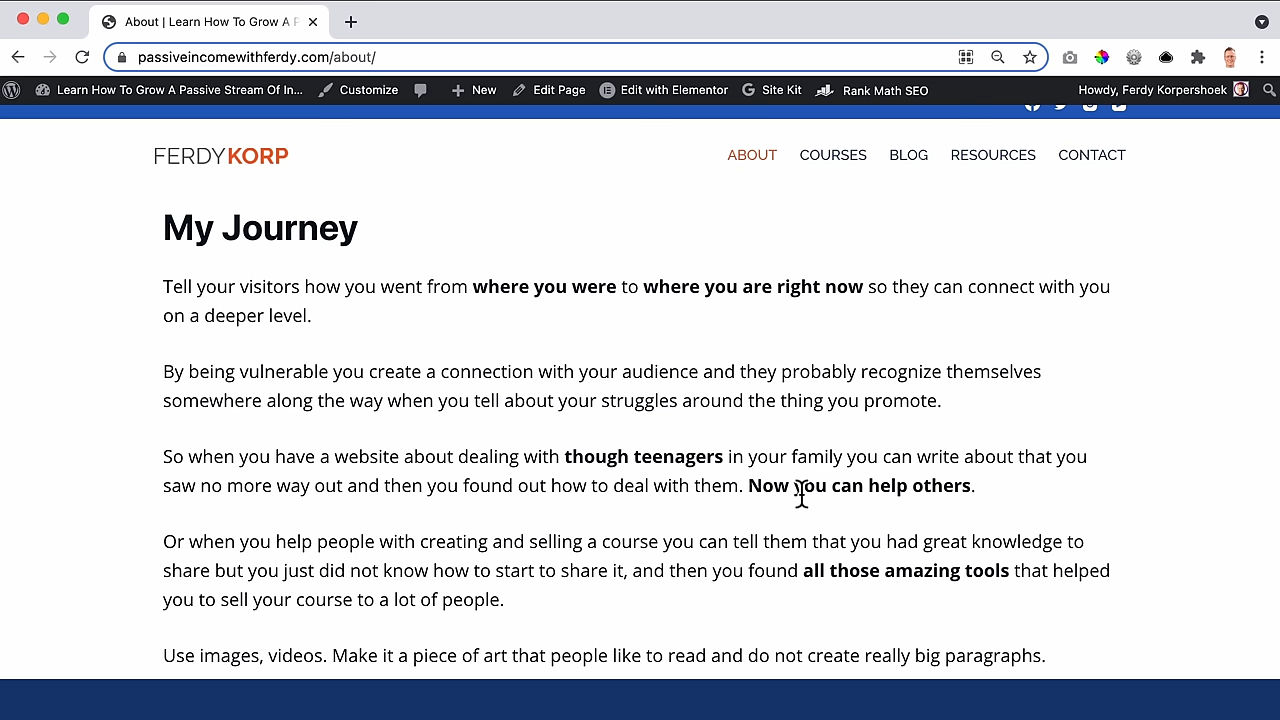 About | Learn How To Grow A P
passiveincomewithferdy.com/about/
Learn How To Grow A Passive Stream Of In... Customize New Edit Page Edit with Elementor Site Kit Rank Math SEO Howdy, Ferdy Korpershoek
FERDYKORP ABOUT COURSES BLOG RESOURCES CONTACT
My Journey
Tell your visitors how you went from where you were to where you are right now so they can connect with you
on a deeper level.
By being vulnerable you create a connection with your audience and they probably recognize themselves
somewhere along the way when you tell about your struggles around the thing you promote.
So when you have a website about dealing with though teenagers in your family you can write about that you
saw no more way out and then you found out how to deal with them. Now you can help others.
Or when you help people with creating and selling a course you can tell them that you had great knowledge to
share but you just did not know how to start to share it, and then you found all those amazing tools that helped
you to sell your course to a lot of people.
Use images, videos. Make it a piece of art that people like to read and do not create really big paragraphs.